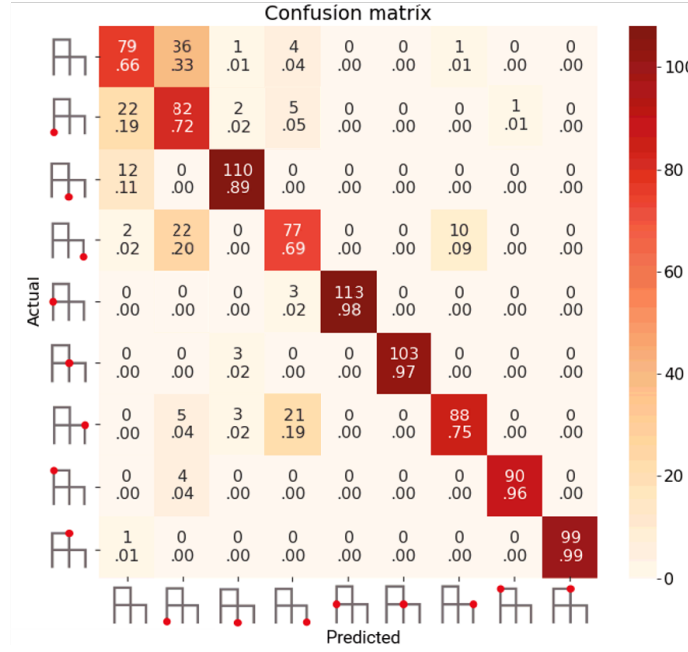 Confusion matrix
79 36 1 4 0 0 1 0 0
.66 .33 .01 .04 .00 .00 .01 .00 .00
22 82 2 5 0 0 0 1 0
.19 .72 .02 .05 .00 .00 .00 .01 .00
12 0 110 0 0 0 0 0 0
.11 .00 .89 .00 .00 .00 .00 .00 .00
2 22 0 77 0 0 10 0 0
.02 .20 .00 .69 .00 .00 .09 .00 .00
0 0 0 3 113 0 0 0 0
.00 .00 .00 .02 .98 .00 .00 .00 .00
0 0 3 0 0 103 0 0 0
.00 .00 .02 .00 .00 .97 .00 .00 .00
0 5 3 21 0 0 88 0 0
.00 .04 .02 .19 .00 .00 .75 .00 .00
0 4 0 0 0 0 0 90 0
.00 .04 .00 .00 .00 .00 .00 .96 .00
1 0 0 0 0 0 0 0 99
.01 .00 .00 .00 .00 .00 .00 .00 .99
Actual
Predicted
100
80
60
40
20
0